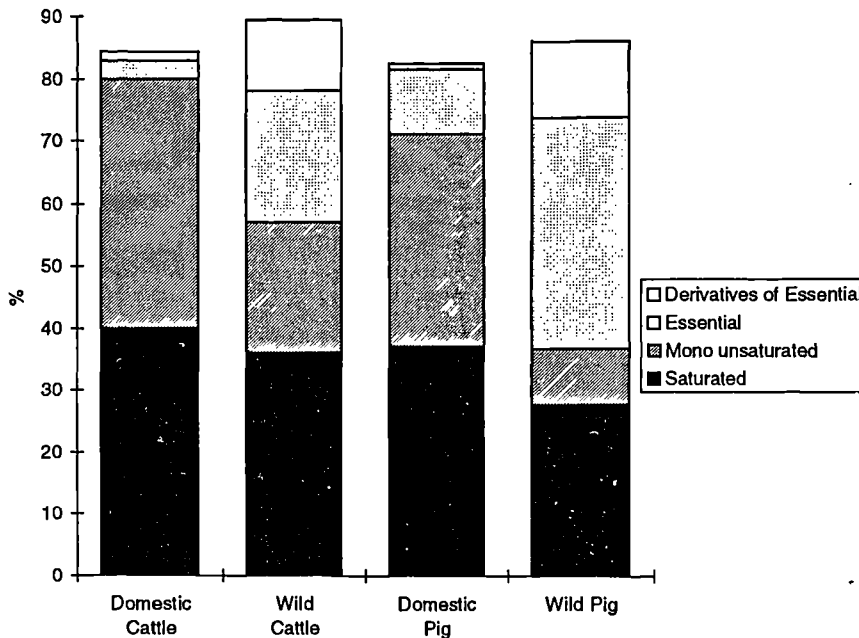 90
80
70
60
50
40
30
20
10
0
%
Domestic
Cattle
Wild
Cattle
Domestic
Pig
Wild Pig
Derivatives of Essential
Essential
Mono unsaturated
Saturated